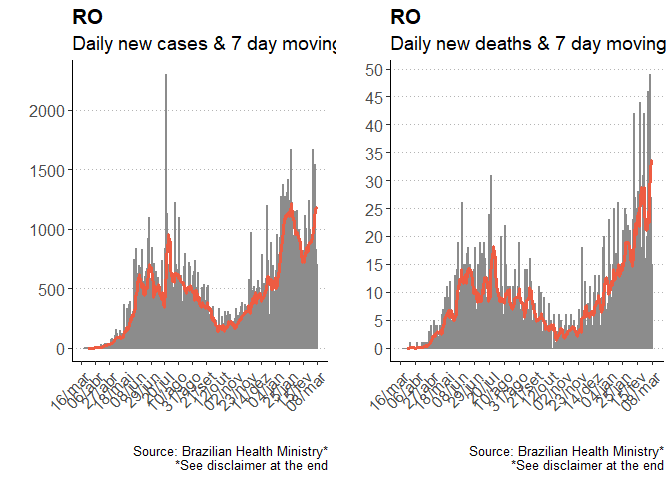 RO
Daily new cases & 7 day moving
2000
1500
1000
500
0
16/mar
06/abr
27/abr
18/mai
08/jun
29/jun
20/jul
10/ago
31/ago
21/set
12/out
02/nov
23/nov
14/dez
04/jan
25/jan
15/fev
08/mar
Source: Brazilian Health Ministry*
*See disclaimer at the end
RO
Daily new deaths & 7 day moving
50
45
40
35
30
25
20
15
10
5
0
16/mar
06/abr
27/abr
18/mai
08/jun
29/jun
20/jul
10/ago
31/ago
21/set
12/out
02/nov
23/nov
14/dez
04/jan
25/jan
15/fev
08/mar
Source: Brazilian Health Ministry*
*See disclaimer at the end